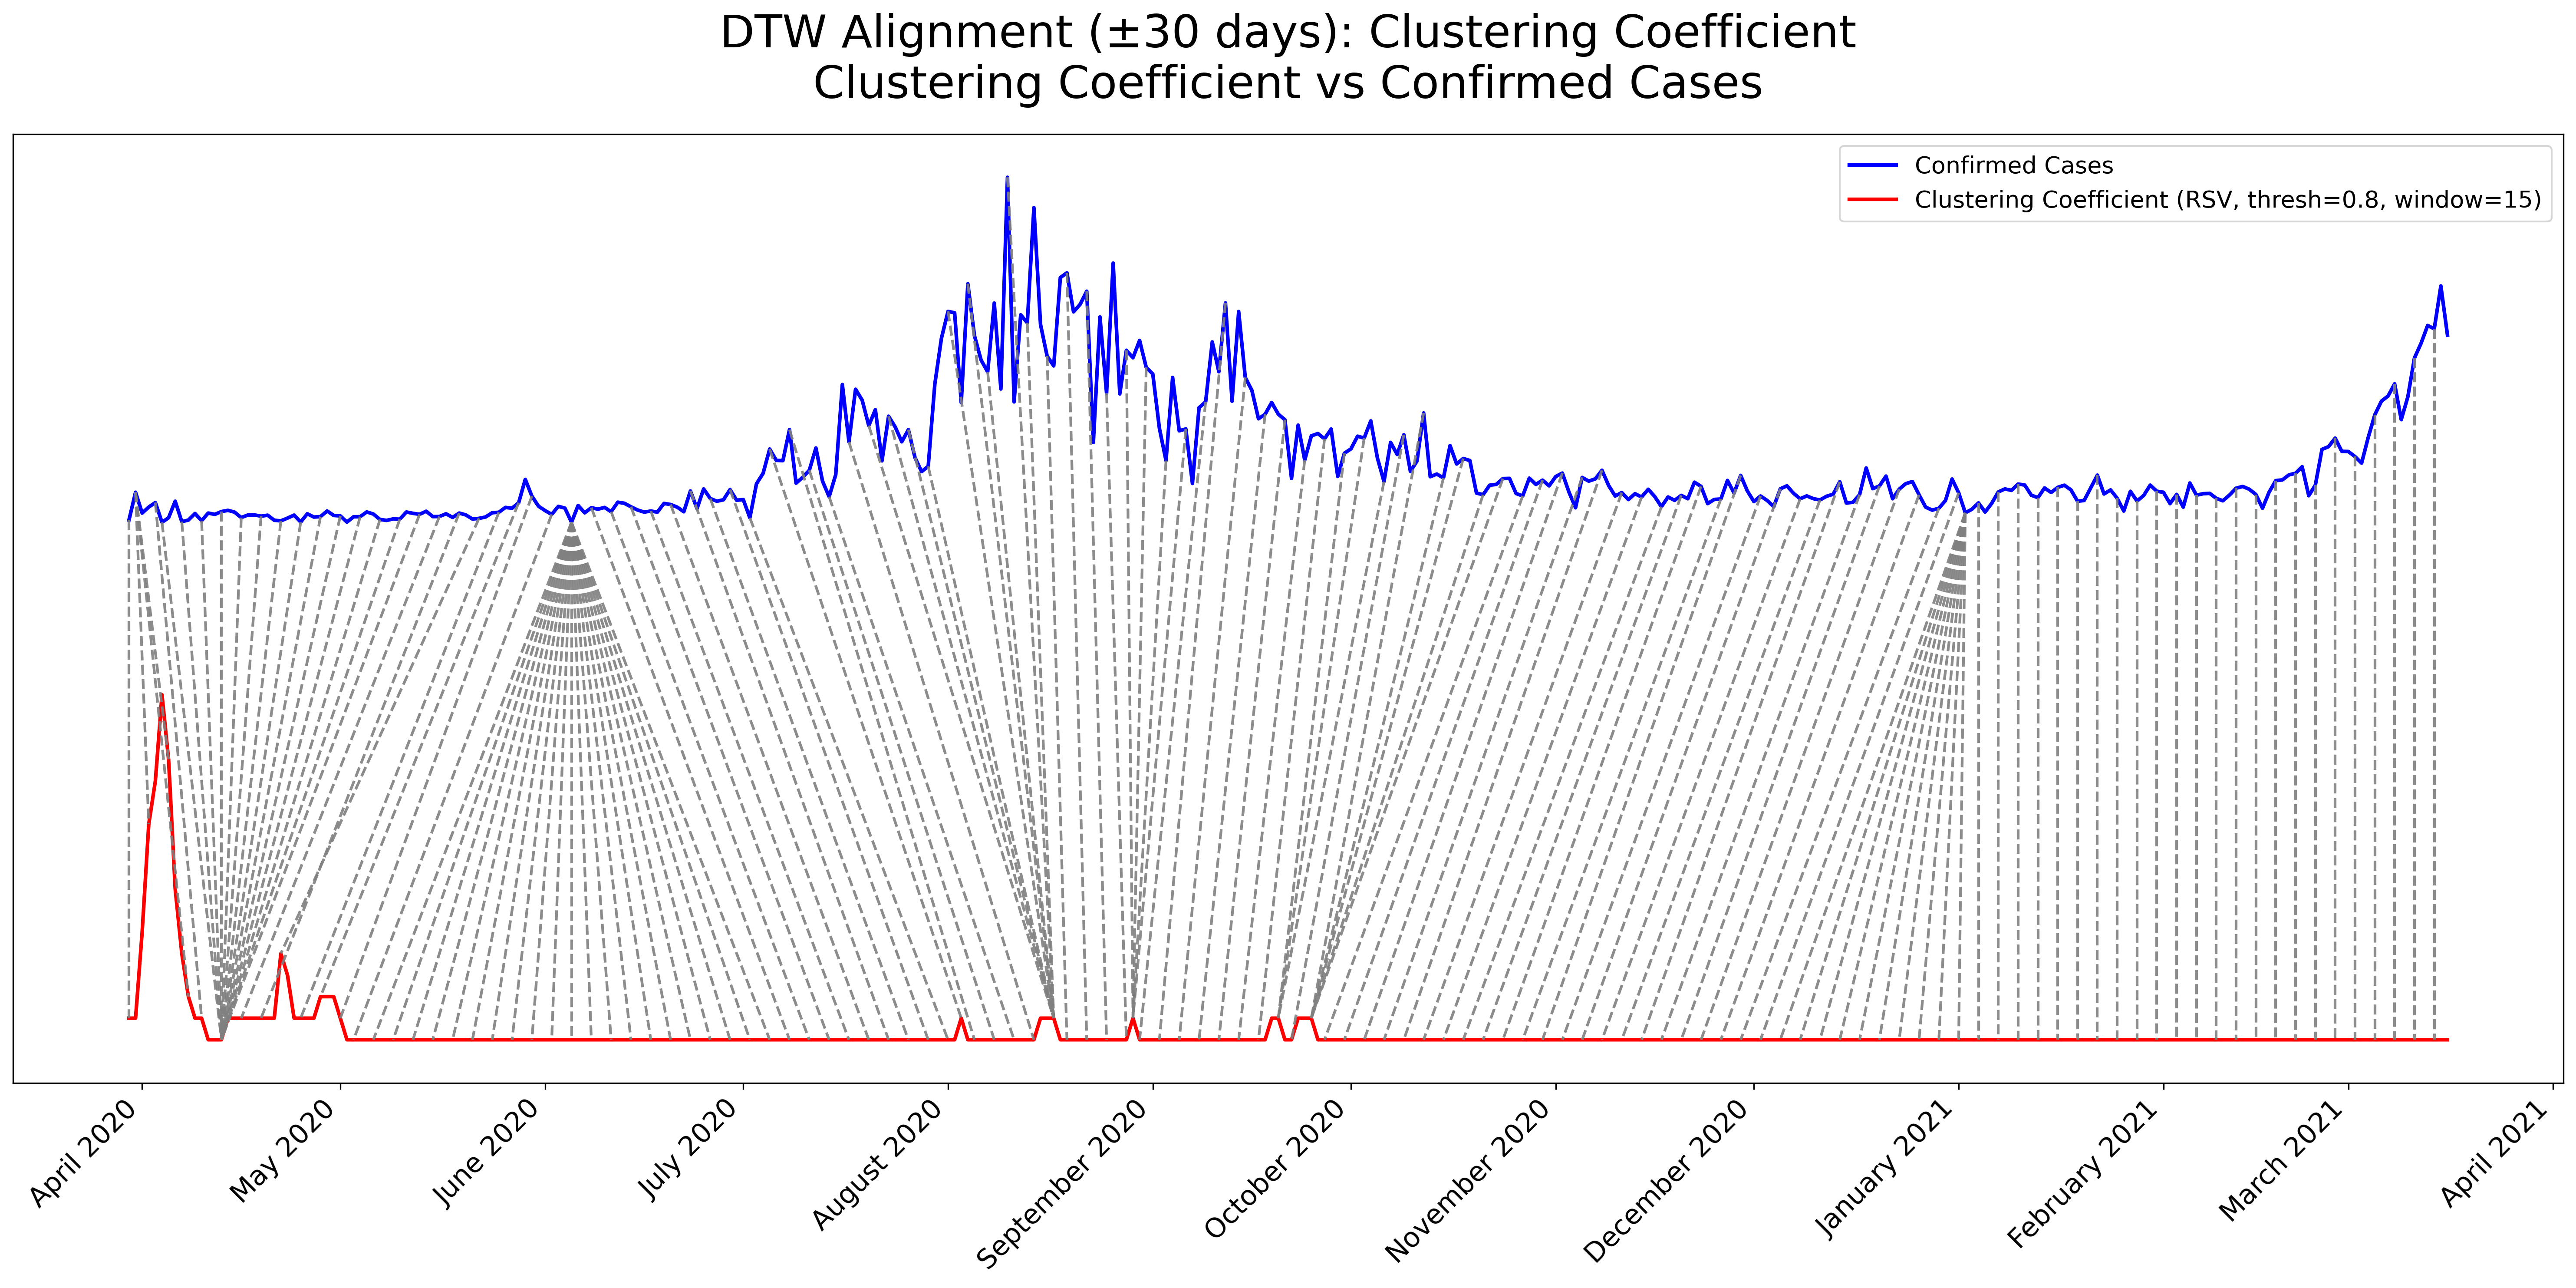 DTW Alignment (±30 days): Clustering Coefficient
Clustering Coefficient vs Confirmed Cases
Confirmed Cases
Clustering Coefficient (RSV, thresh=0.8, window=15)
April 2020
May 2020
June 2020
July 2020
August 2020
September 2020
October 2020
November 2020
December 2020
January 2021
February 2021
March 2021
April 2021